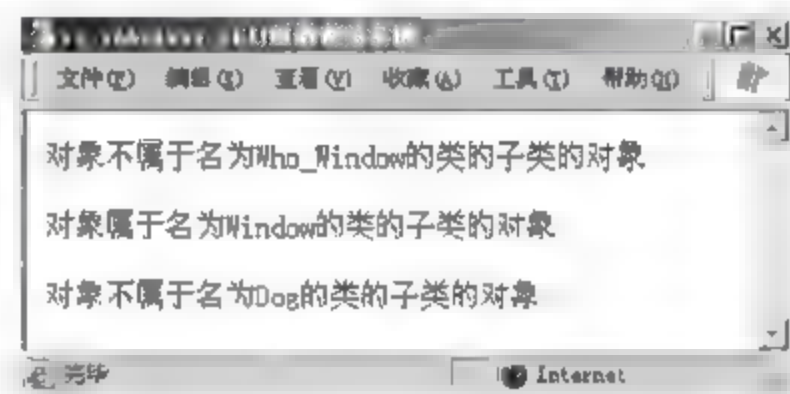 文件(F) 编辑(E) 查看(V) 收藏(A) 工具(T) 帮助(H)
对象不属于名为Who_Window的类的子类的对象
对象属于名为Window的类的子类的对象
对象不属于名为Dog的类的子类的对象
完毕 Internet